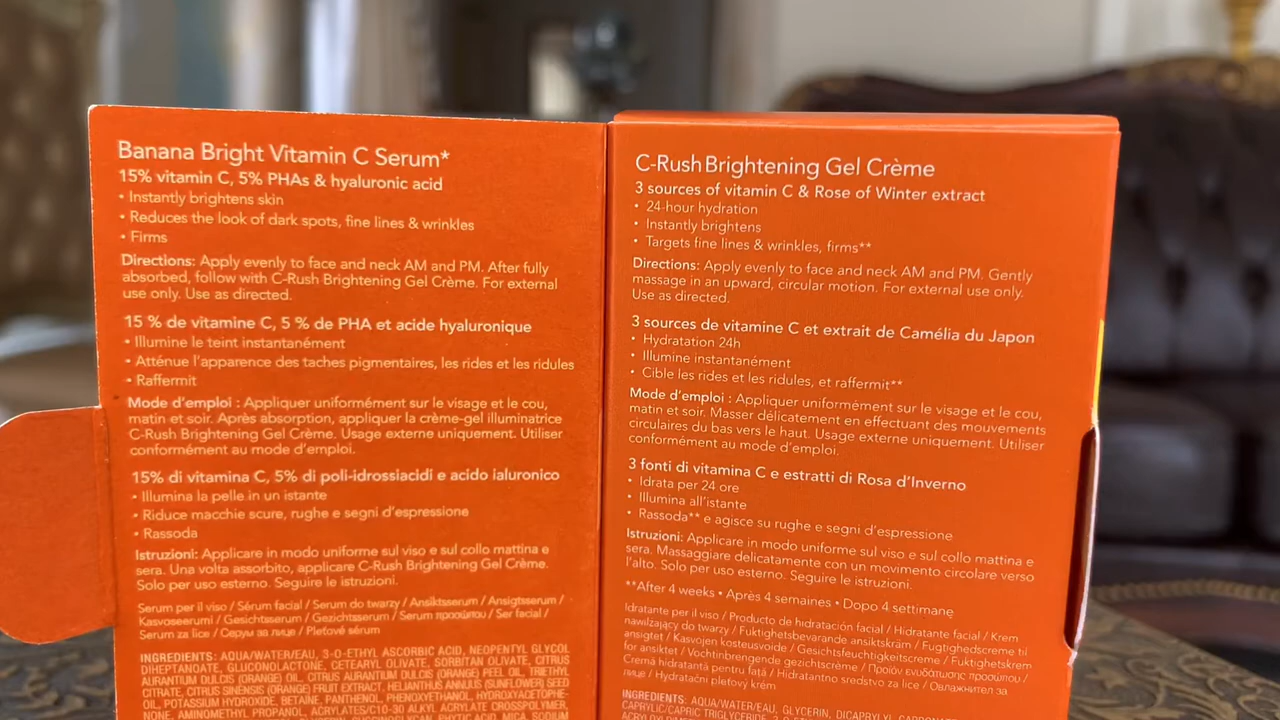 Banana Bright Vitamin C Serum*
15% vitamin C, 5% PHAs & hyaluronic acid
• Instantly brightens skin
• Reduces the look of dark spots, fine lines & wrinkles
• Firms
Directions: Apply evenly to face and neck AM and PM. After fully
absorbed, follow with C-Rush Brightening Gel Crème. For external
use only. Use as directed.
15 % de vitamine C, 5 % de PHA et acide hyaluronique
• Illumine le teint instantanément
• Atténue l'apparence des taches pigmentaires, les rides et les ridules
• Raffermit
Mode d'emploi : Appliquer uniformément sur le visage et le cou,
matin et soir. Après absorption, appliquer la crème-gel illuminatrice
C-Rush Brightening Gel Crème. Usage externe uniquement. Utiliser
conformément au mode d'emploi.
15% di vitamina C, 5% di poli-idrossiacidi e acido ialuronico
• Illumina la pelle in un istante
• Riduce macchie scure, rughe e segni d'espressione
• Rassoda
Istruzioni: Applicare in modo uniforme sul viso e sul collo mattina e
sera. Una volta assorbito, applicare C-Rush Brightening Gel Crème.
Solo per uso esterno. Seguire le istruzioni.
Serum per il viso / Sérum facial / Serum do twarzy / Ansiktsserum / Ansigtsserum /
Kasvoseerumi / Gesichtsserum / Gezichtsserum / Serum προσώπου / Ser facial /
Serum za lice / Серум за лице / Pleťové sérum
INGREDIENTS: AQUA/WATER/EAU, 3-O-ETHYL ASCORBIC ACID, NEOPENTYL GLYCOL
DIHEPTANOATE, GLUCONOLACTONE, CETEARYL OLIVATE, SORBITAN OLIVATE, CITRUS
AURANTIUM DULCIS (ORANGE) OIL, CITRUS AURANTIUM DULCIS (ORANGE) PEEL OIL, TRIETHYL
CITRATE, CITRUS SINENSIS (ORANGE) FRUIT EXTRACT, HELIANTHUS ANNUUS (SUNFLOWER) SEED
OIL, POTASSIUM HYDROXIDE, BETAINE, PANTHENOL, PHENOXYETHANOL, HYDROXYACETOPHE-
NONE, AMINOMETHYL PROPANOL, ACRYLATES/C10-30 ALKYL ACRYLATE CROSSPOLYMER,
C-Rush Brightening Gel Crème
3 sources of vitamin C & Rose of Winter extract
• 24-hour hydration
• Instantly brightens
• Targets fine lines & wrinkles, firms**
Directions: Apply evenly to face and neck AM and PM. Gently
massage in an upward, circular motion. For external use only.
Use as directed.
3 sources de vitamine C et extrait de Camélia du Japon
• Hydratation 24h
• Illumine instantanément
• Cible les rides et les ridules, et raffermit**
Mode d'emploi : Appliquer uniformément sur le visage et le cou,
matin et soir. Masser délicatement en effectuant des mouvements
circulaires du bas vers le haut. Usage externe uniquement. Utiliser
conformément au mode d'emploi.
3 fonti di vitamina C e estratti di Rosa d'Inverno
• Idrata per 24 ore
• Illumina all'istante
• Rassoda** e agisce su rughe e segni d'espressione
Istruzioni: Applicare in modo uniforme sul viso e sul collo mattina e
sera. Massaggiare delicatamente con un movimento circolare verso
l'alto. Solo per uso esterno. Seguire le istruzioni.
**After 4 weeks • Après 4 semaines • Dopo 4 settimane
Idratante per il viso / Producto de hidratación facial / Hidratante facial / Krem
nawilżający do twarzy / Fuktighetsbevarande ansiktskräm / Fugtighedscreme til
ansigtet / Kasvojen kosteusvoide / Gesichtsfeuchtigkeitscreme / Fuktighetskrem
for ansiktet / Vochtinbrengende gezichtscrème / Προϊόν ενυδάτωσης προσώπου /
Cremă hidratantă pentru față / Hidratantno sredstvo za lice / Овлажнител за
лице / Hydratační pleťový krém
INGREDIENTS: AQUA/WATER/EAU, GLYCERIN, DICAPRYLYL
CAPRYLIC/CAPRIC TRIGLYCERIDE